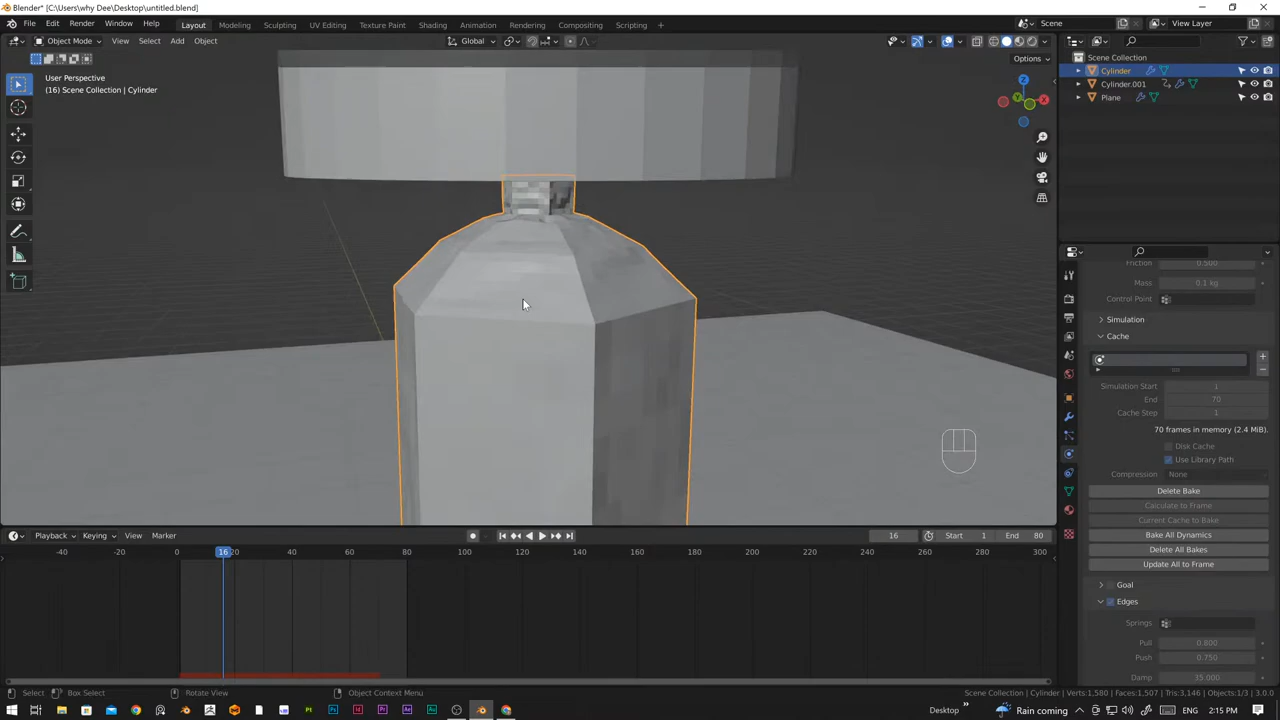 Blender* [C:\Users\why Dee\Desktop\untitled.blend]
File Edit Render Window Help Layout Modeling Sculpting UV Editing Texture Paint Shading Animation Rendering Compositing Scripting Scene View Layer
Object Mode View Select Add Object Global
Options
User Perspective
(16) Scene Collection | Cylinder
Z
Y
X
Scene Collection
Cylinder
Cylinder.001
Plane
Friction 0.500
Mass 0.1 kg
Control Point
Simulation
Cache
Simulation Start 1
End 70
Cache Step 1
70 frames in memory (2.4 MiB).
Disk Cache
Use Library Path
Compression None
Delete Bake
Calculate to Frame
Current Cache to Bake
Bake All Dynamics
Delete All Bakes
Update All to Frame
Goal
Edges
Springs
Pull 0.800
Push 0.750
Damp 35.000
Playback Keying View Marker 16 Start 1 End 80
-40 -20 0 16 20 40 60 80 100 120 140 160 180 200 220 240 260 280 300
Select Box Select Rotate View Object Context Menu Scene Collection | Cylinder | Verts:1,580 | Faces:1,507 | Tris:3,146 | Objects:1/3 | 3.0.0
Desktop Rain coming 2:15 PM